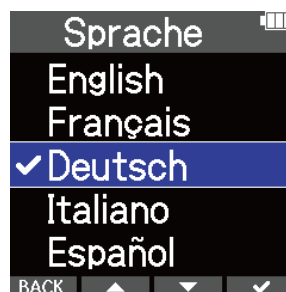 Sprache
English
Français
Deutsch
Italiano
Español
BACK